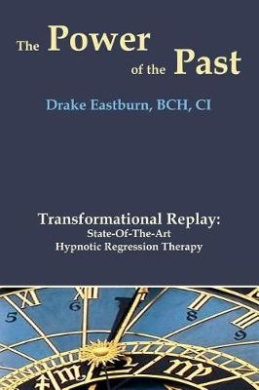 The Power
of the Past
Drake Eastburn, BCH, CI
Transformational Replay:
State-Of-The-Art
Hypnotic Regression Therapy